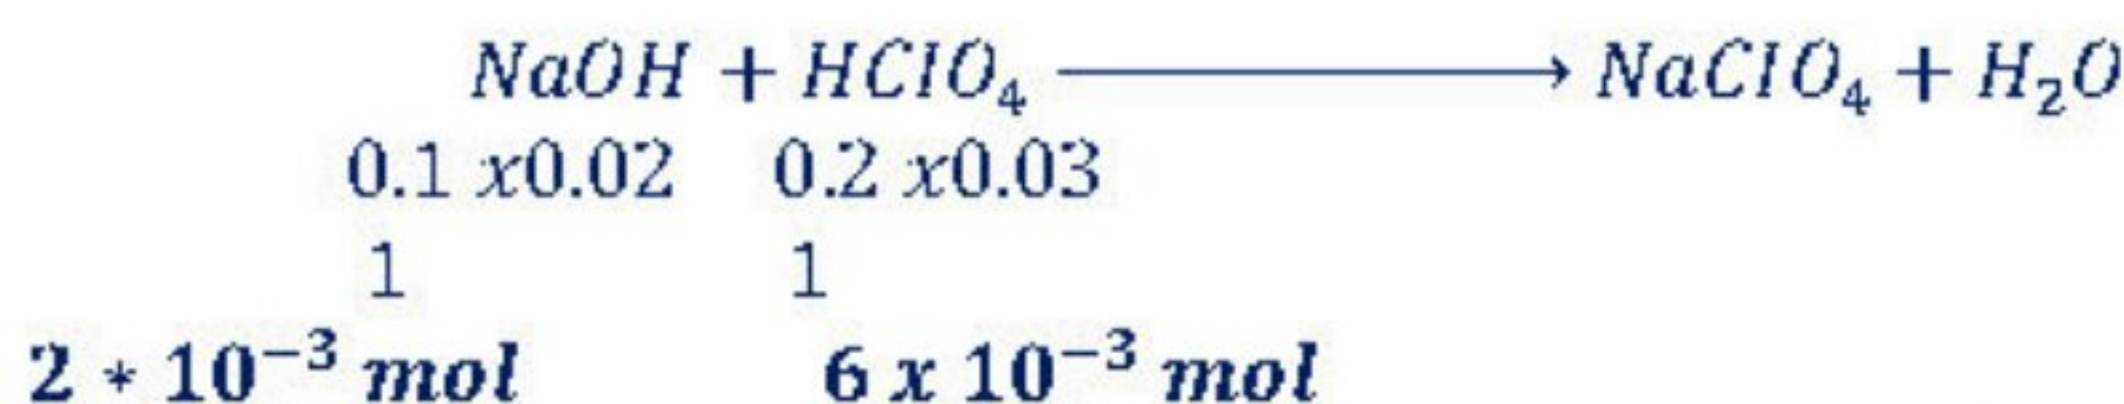 NaOH + HClO₄ ⟶ NaClO₄ + H₂O
0.1 x0.02 0.2 x0.03
1 1
2 * 10⁻³ mol 6 x 10⁻³ mol